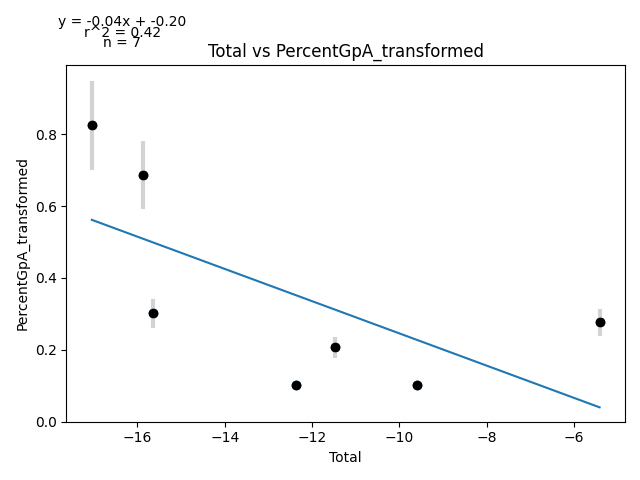 y = -0.04x + -0.20
r^2 = 0.42
n = 7
Total vs PercentGpA_transformed
PercentGpA_transformed
0.8
0.6
0.4
0.2
0.0
−16
−14
−12
−10
−8
−6
Total